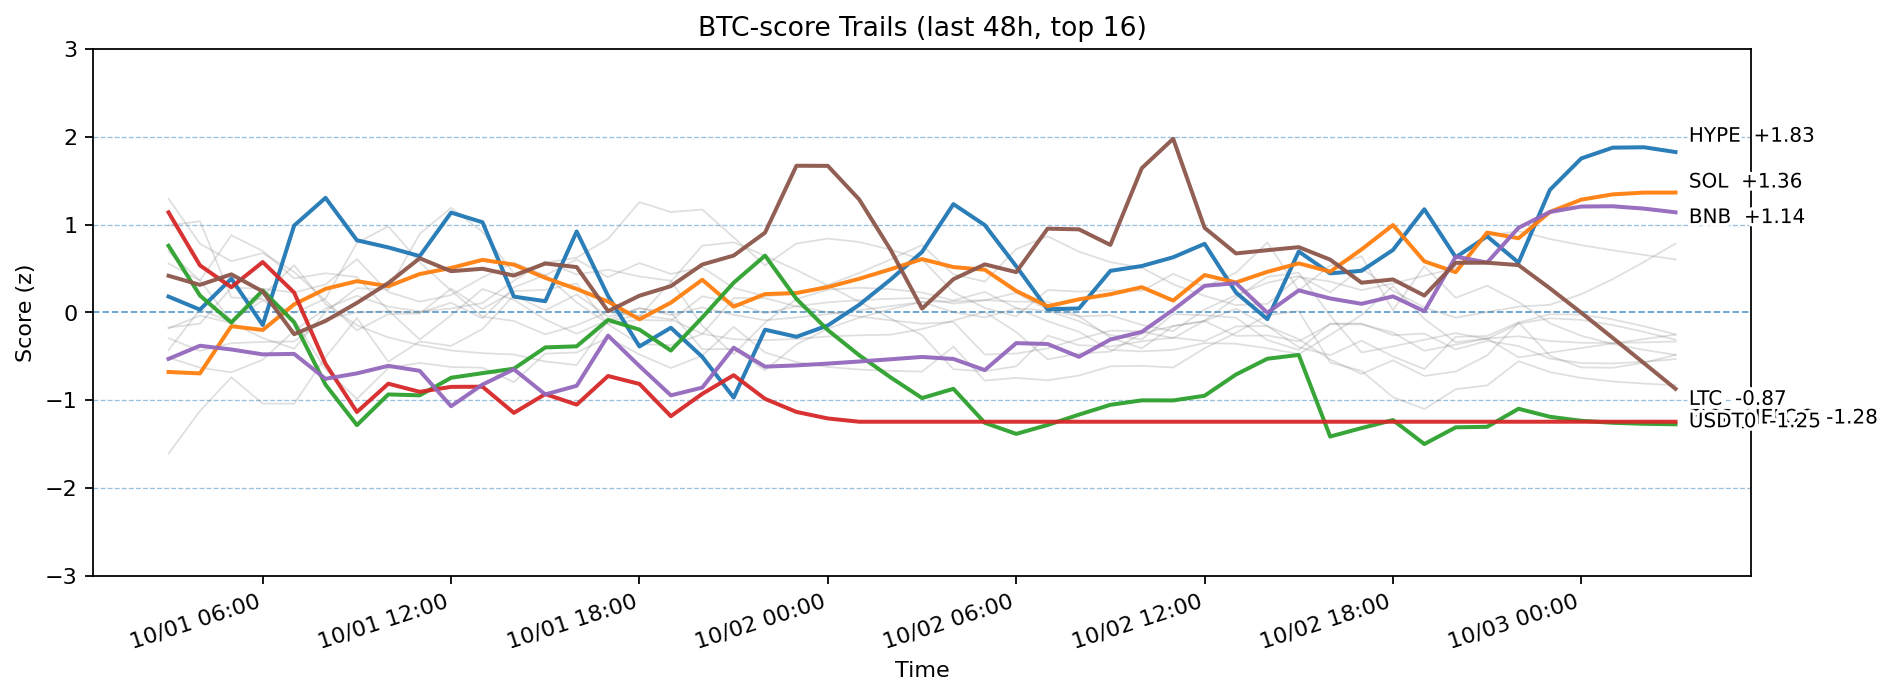 BTC-score Trails (last 48h, top 16)
Score (z)
3
2
1
0
−1
−2
−3
HYPE +1.83
SOL +1.36
BNB +1.14
LTC -0.87
-1.28
USDT0 -1.25
10/01 06:00
10/01 12:00
10/01 18:00
10/02 00:00
10/02 06:00
10/02 12:00
10/02 18:00
10/03 00:00
Time